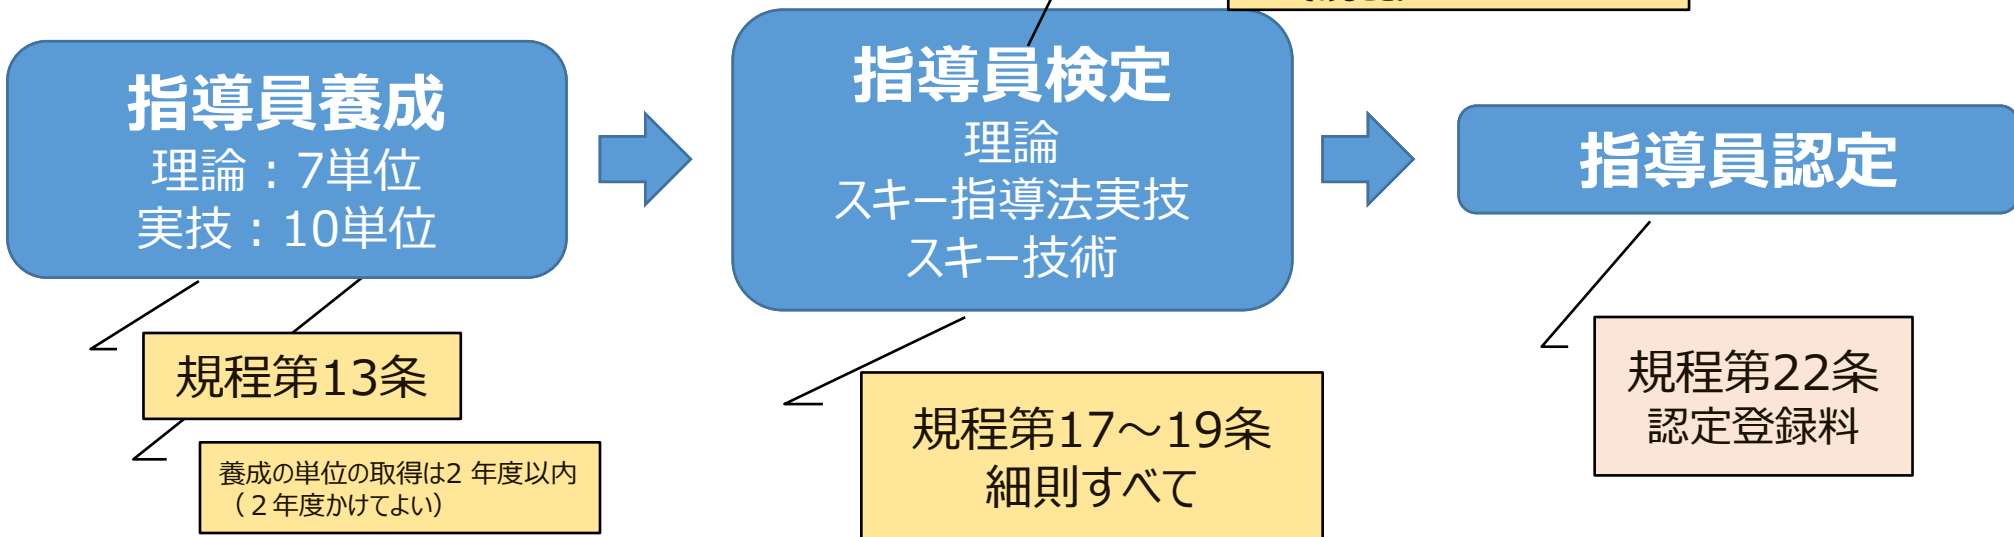 指導員養成
理論：7単位
実技：10単位
指導員検定
理論
スキー指導法実技
スキー技術
指導員認定
規程第13条
養成の単位の取得は2 年度以内
（２年度かけてよい）
規程第17～19条
細則すべて
規程第22条
認定登録料